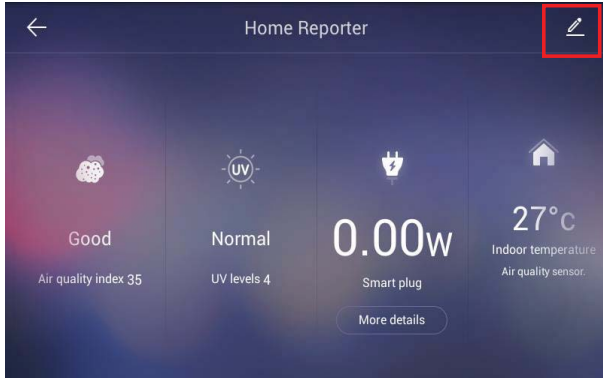 Home Reporter
UV
Good
Air quality index 35
Normal
UV levels 4
0.00w
Smart plug
More details
27°c
Indoor temperature
Air quality sensor.